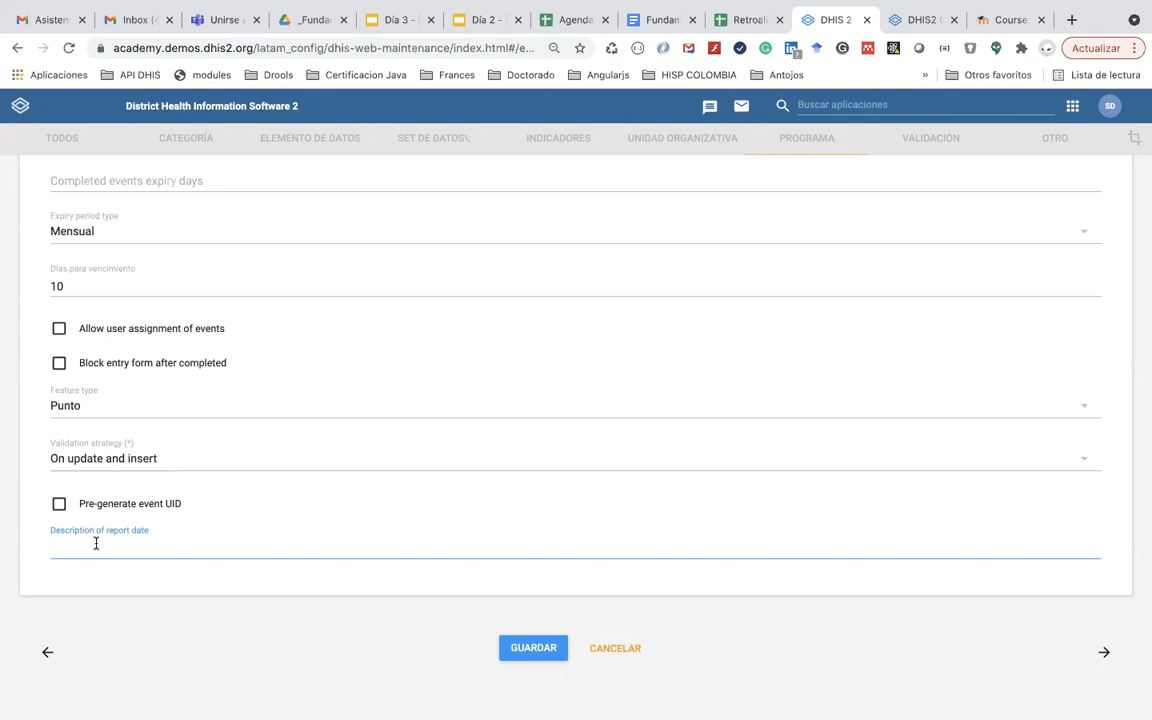 Asisten
Inbox (4
Unirse a
_Funda
Día 3 -
Día 2 -
Agenda
Fundam
Retroali
DHIS 2
DHIS2 C
Course:
academy.demos.dhis2.org/latam_config/dhis-web-maintenance/index.html#/e...
Actualizar
Aplicaciones
API DHIS
modules
Drools
Certificacion Java
Frances
Doctorado
Angularjs
HISP COLOMBIA
Antojos
»
Otros favoritos
Lista de lectura
District Health Information Software 2
Buscar aplicaciones
SD
TODOS
CATEGORÍA
ELEMENTO DE DATOS
SET DE DATOS\;
INDICADORES
UNIDAD ORGANIZATIVA
PROGRAMA
VALIDACIÓN
OTRO
Completed events expiry days
Expiry period type
Mensual
Días para vencimiento
10
Allow user assignment of events
Block entry form after completed
Feature type
Punto
Validation strategy (*)
On update and insert
Pre-generate event UID
Description of report date
GUARDAR
CANCELAR